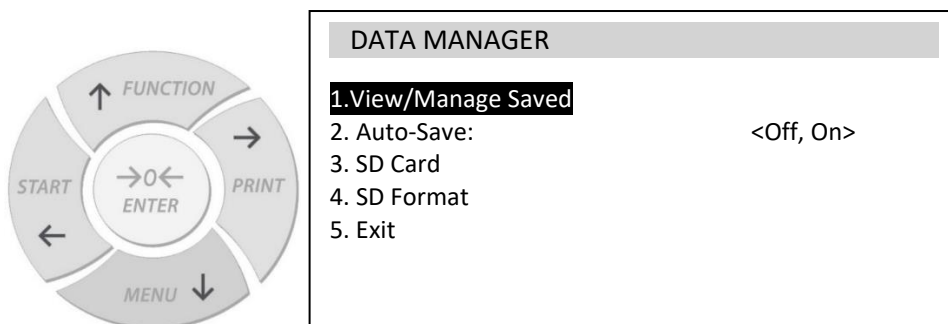 ↑ FUNCTION
→
START
→0←
ENTER
PRINT
←
MENU ↓
DATA MANAGER
1.View/Manage Saved
2. Auto-Save: <Off, On>
3. SD Card
4. SD Format
5. Exit